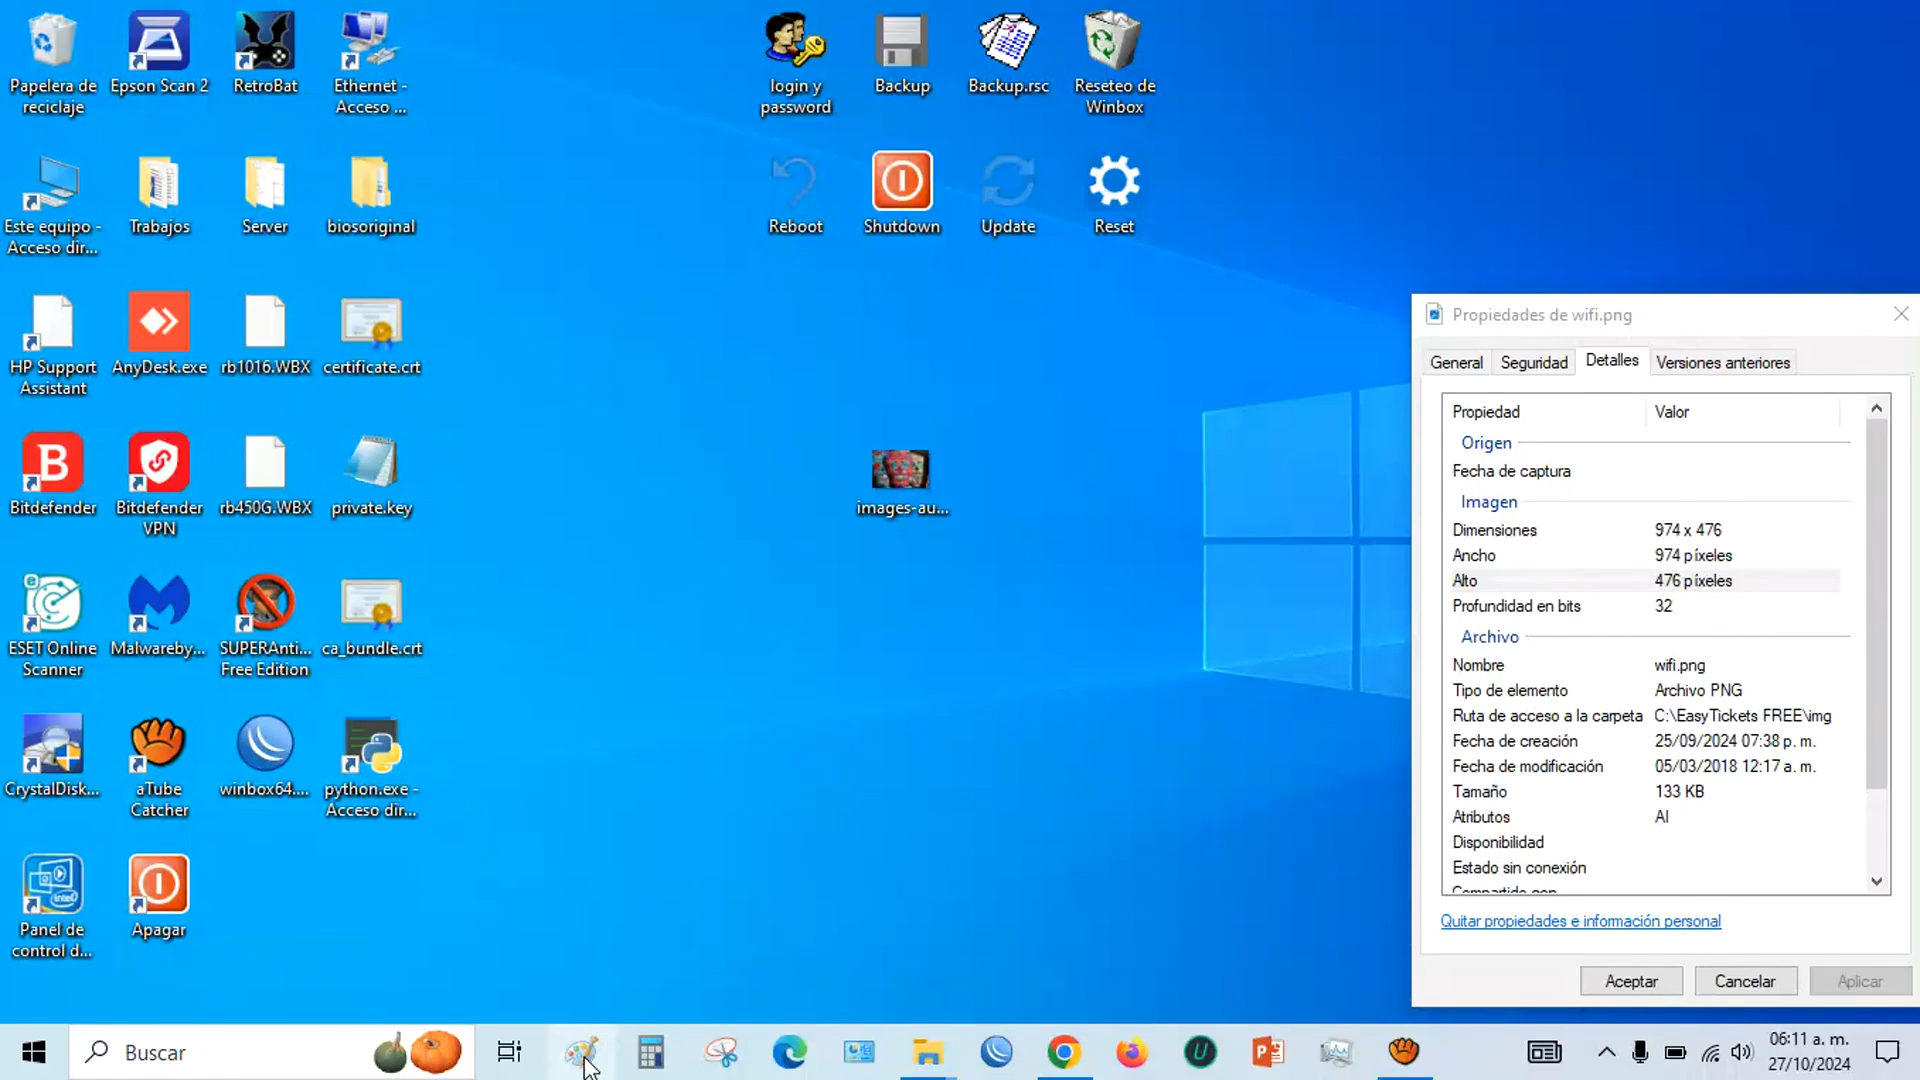 Papelera de
reciclaje
Epson Scan 2
RetroBat
Ethernet -
Acceso ...
login y
password
Backup
Backup.rsc
Reseteo de
Winbox
Este equipo -
Acceso dir...
Trabajos
Server
biosoriginal
Reboot
Shutdown
Update
Reset
HP Support
Assistant
AnyDesk.exe
rb1016.WBX
certificate.crt
Bitdefender
Bitdefender
VPN
rb450G.WBX
private.key
images-au...
ESET Online
Scanner
Malwareby...
SUPERAnti...
Free Edition
ca_bundle.crt
CrystalDisk...
aTube
Catcher
winbox64....
python.exe -
Acceso dir...
Panel de
control d...
Apagar
Propiedades de wifi.png
General Seguridad Detalles Versiones anteriores
Propiedad Valor
Origen
Fecha de captura
Imagen
Dimensiones 974 x 476
Ancho 974 píxeles
Alto 476 píxeles
Profundidad en bits 32
Archivo
Nombre wifi.png
Tipo de elemento Archivo PNG
Ruta de acceso a la carpeta C:\EasyTickets FREE\img
Fecha de creación 25/09/2024 07:38 p. m.
Fecha de modificación 05/03/2018 12:17 a. m.
Tamaño 133 KB
Atributos AI
Disponibilidad
Estado sin conexión
Compartido con
Quitar propiedades e información personal
Aceptar Cancelar Aplicar
Buscar
06:11 a. m.
27/10/2024